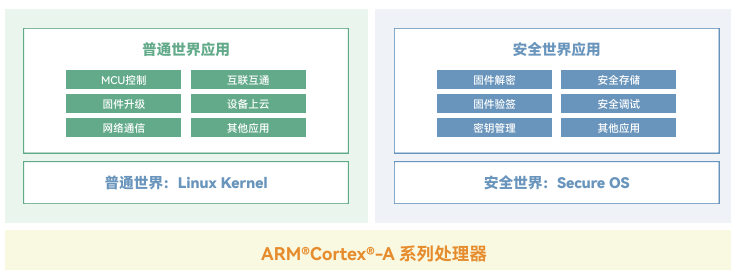 普通世界应用
MCU控制 互联互通
固件升级 设备上云
网络通信 其他应用
普通世界：Linux Kernel
安全世界应用
固件解密 安全存储
固件验签 安全调试
密钥管理 其他应用
安全世界：Secure OS
ARM®Cortex®-A 系列处理器